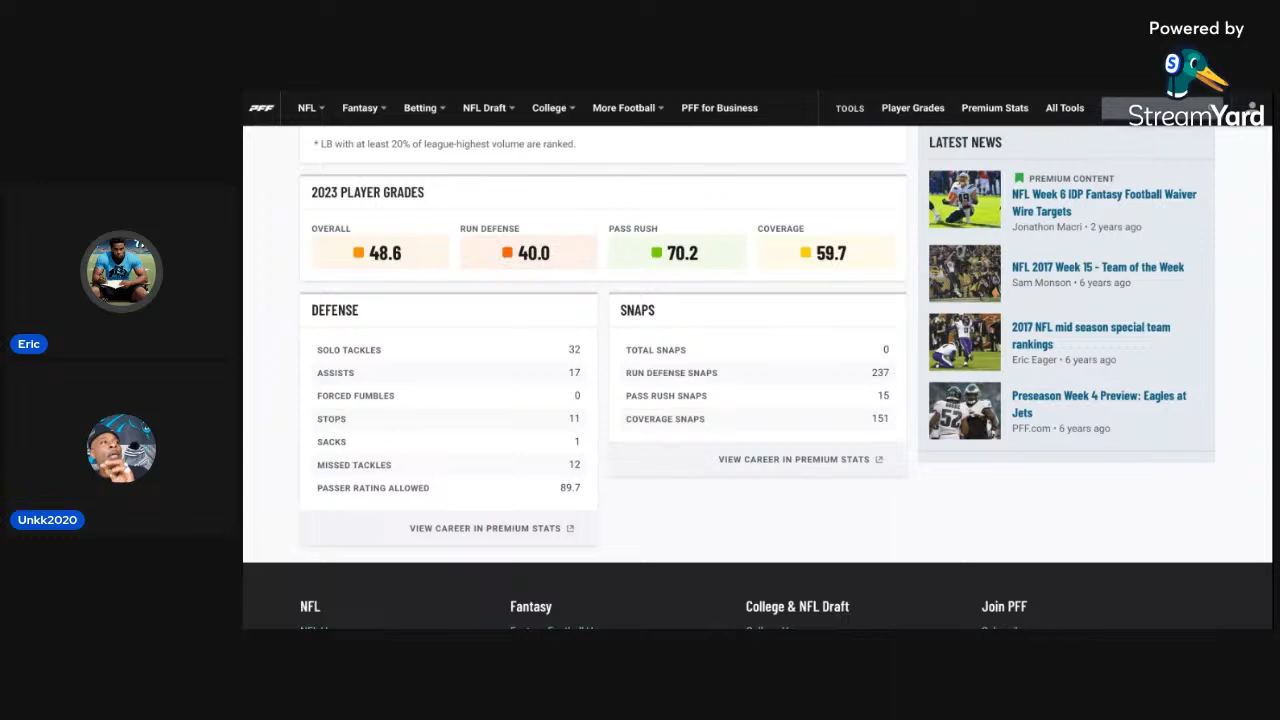 Powered by
S
StreamYard
PFF NFL Fantasy Betting NFL Draft College More Football PFF for Business TOOLS Player Grades Premium Stats All Tools
* LB with at least 20% of league-highest volume are ranked.
2023 PLAYER GRADES
OVERALL RUN DEFENSE PASS RUSH COVERAGE
48.6 40.0 70.2 59.7
DEFENSE
SOLO TACKLES 32
ASSISTS 17
FORCED FUMBLES 0
STOPS 11
SACKS 1
MISSED TACKLES 12
PASSER RATING ALLOWED 89.7
VIEW CAREER IN PREMIUM STATS
SNAPS
TOTAL SNAPS 0
RUN DEFENSE SNAPS 237
PASS RUSH SNAPS 15
COVERAGE SNAPS 151
VIEW CAREER IN PREMIUM STATS
LATEST NEWS
PREMIUM CONTENT
NFL Week 6 IDP Fantasy Football Waiver
Wire Targets
Jonathon Macri • 2 years ago
NFL 2017 Week 15 - Team of the Week
Sam Monson • 6 years ago
2017 NFL mid season special team
rankings
Eric Eager • 6 years ago
Preseason Week 4 Preview: Eagles at
Jets
PFF.com • 6 years ago
Eric
Unkk2020
NFL Fantasy College & NFL Draft Join PFF